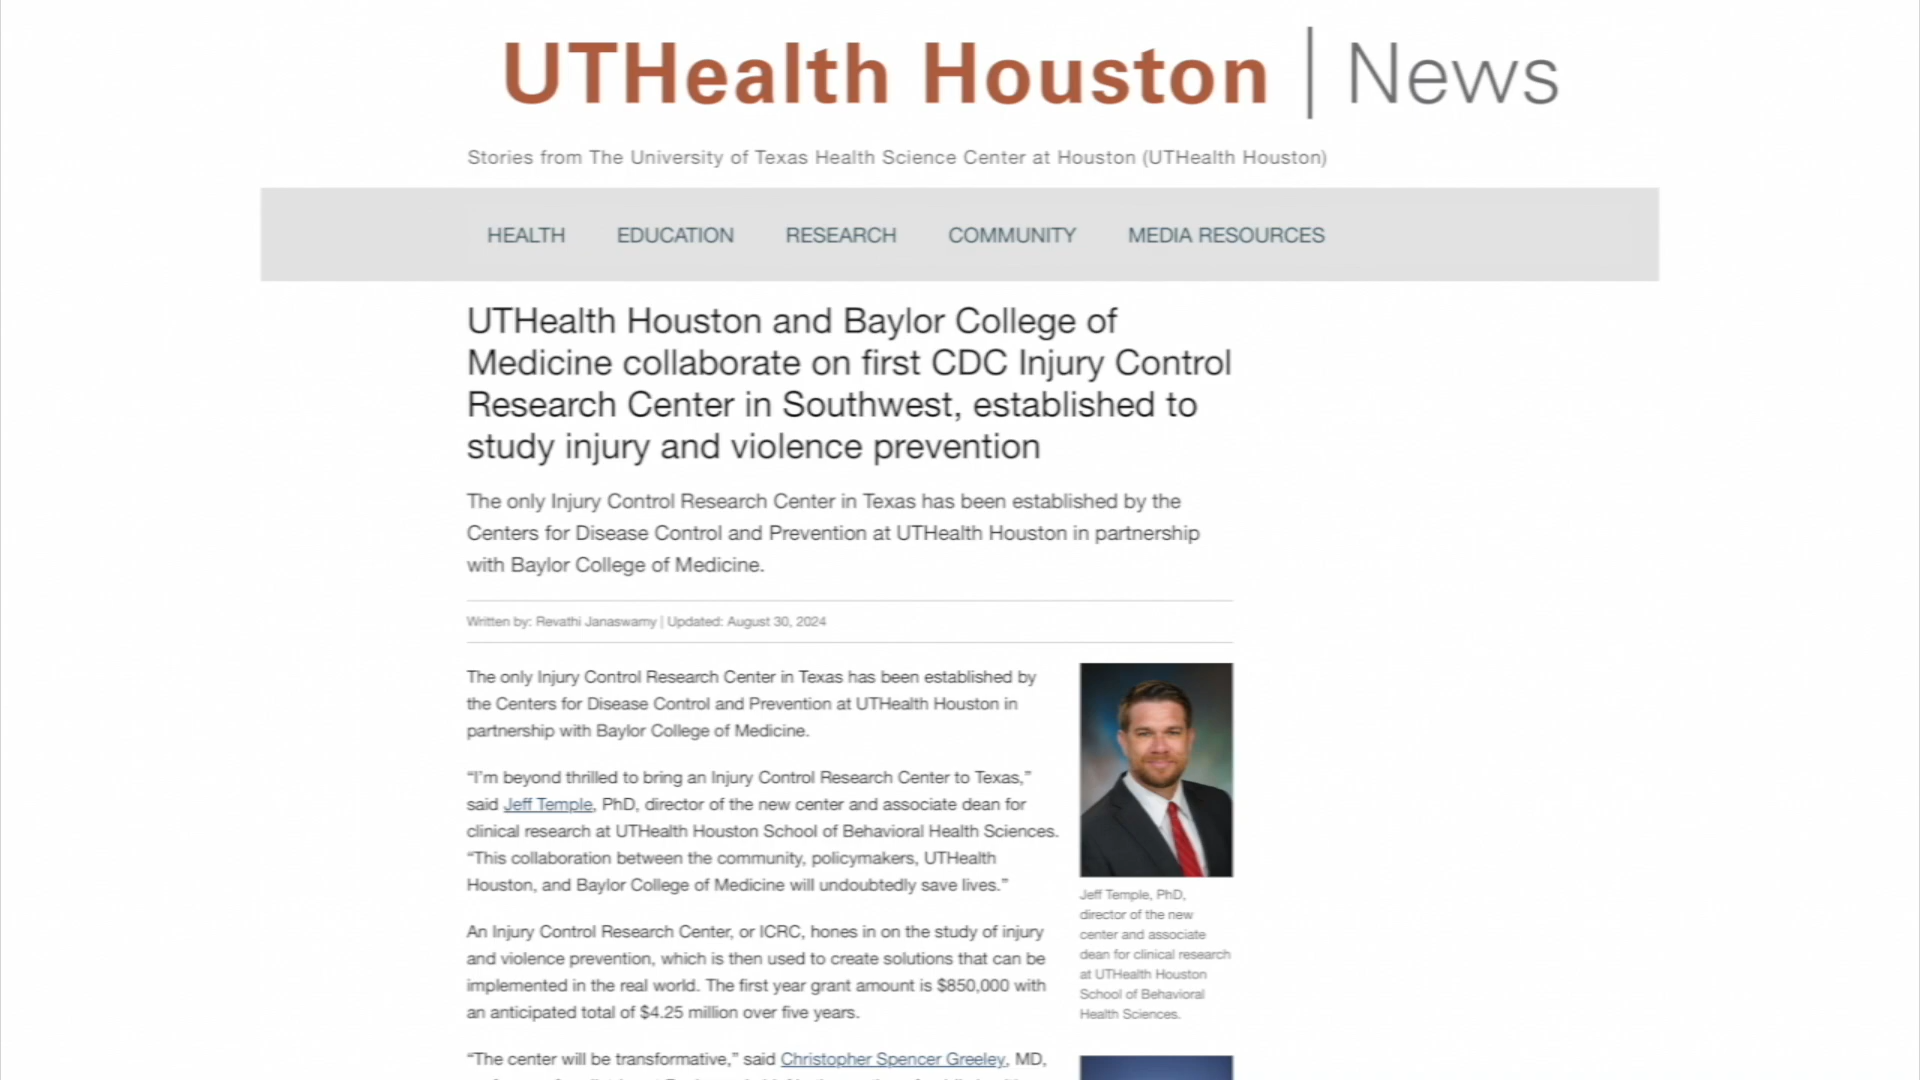 UTHealth Houston | News
Stories from The University of Texas Health Science Center at Houston (UTHealth Houston)
HEALTH EDUCATION RESEARCH COMMUNITY MEDIA RESOURCES
UTHealth Houston and Baylor College of
Medicine collaborate on first CDC Injury Control
Research Center in Southwest, established to
study injury and violence prevention
The only Injury Control Research Center in Texas has been established by the
Centers for Disease Control and Prevention at UTHealth Houston in partnership
with Baylor College of Medicine.
Written by: Revathi Janaswamy | Updated: August 30, 2024
The only Injury Control Research Center in Texas has been established by
the Centers for Disease Control and Prevention at UTHealth Houston in
partnership with Baylor College of Medicine.
“I’m beyond thrilled to bring an Injury Control Research Center to Texas,”
said Jeff Temple, PhD, director of the new center and associate dean for
clinical research at UTHealth Houston School of Behavioral Health Sciences.
“This collaboration between the community, policymakers, UTHealth
Houston, and Baylor College of Medicine will undoubtedly save lives.”
An Injury Control Research Center, or ICRC, hones in on the study of injury
and violence prevention, which is then used to create solutions that can be
implemented in the real world. The first year grant amount is $850,000 with
an anticipated total of $4.25 million over five years.
“The center will be transformative,” said Christopher Spencer Greeley, MD,
Jeff Temple, PhD,
director of the new
center and associate
dean for clinical research
at UTHealth Houston
School of Behavioral
Health Sciences.